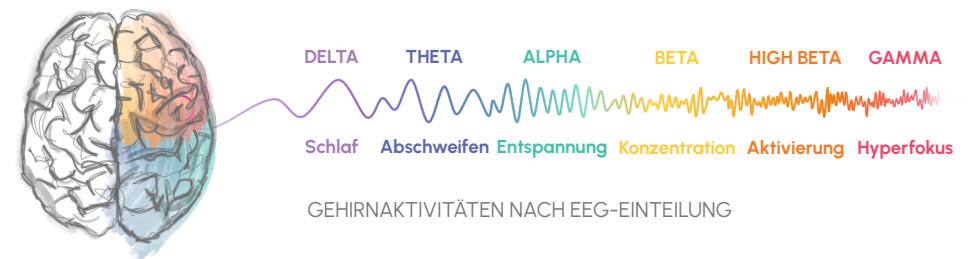 DELTA THETA ALPHA BETA HIGH BETA GAMMA
Schlaf Abschweifen Entspannung Konzentration Aktivierung Hyperfokus
GEHIRNAKTIVITÄTEN NACH EEG-EINTEILUNG